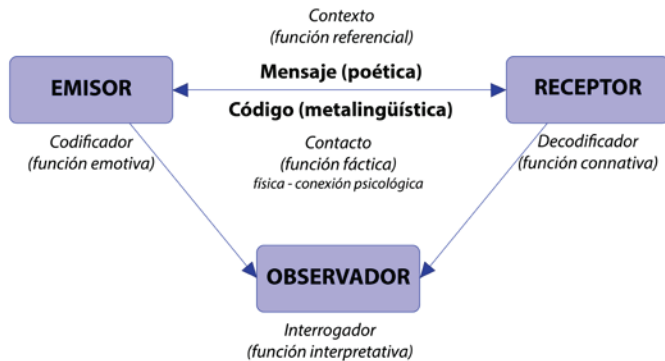 Contexto
(función referencial)
EMISOR
Mensaje (poética)
RECEPTOR
Código (metalingüística)
Codificador
(función emotiva)
Contacto
(función fáctica)
física - conexión psicológica
Decodificador
(función connativa)
OBSERVADOR
Interrogador
(función interpretativa)